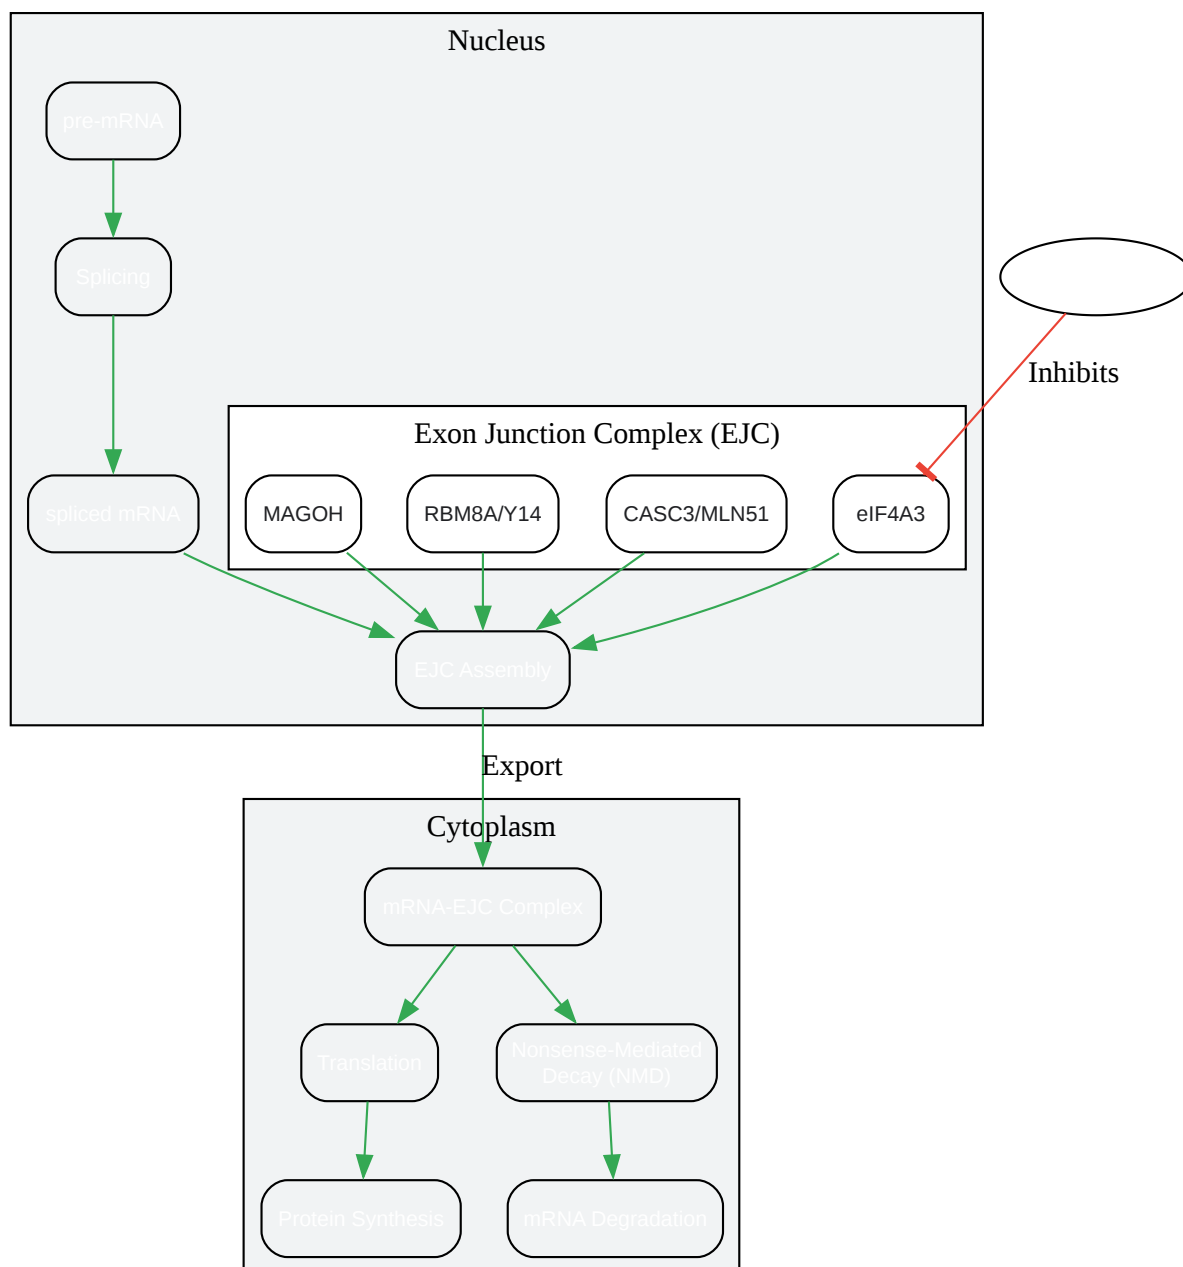 Nucleus
pre-mRNA
Splicing
Inhibits
Exon Junction Complex (EJC)
spliced mRNA
MAGOH
RBM8A/Y14
CASC3/MLN51
eIF4A3
EJC Assembly
Export
Cytoplasm
mRNA-EJC Complex
Translation
Nonsense-Mediated
Decay (NMD)
Protein Synthesis
mRNA Degradation